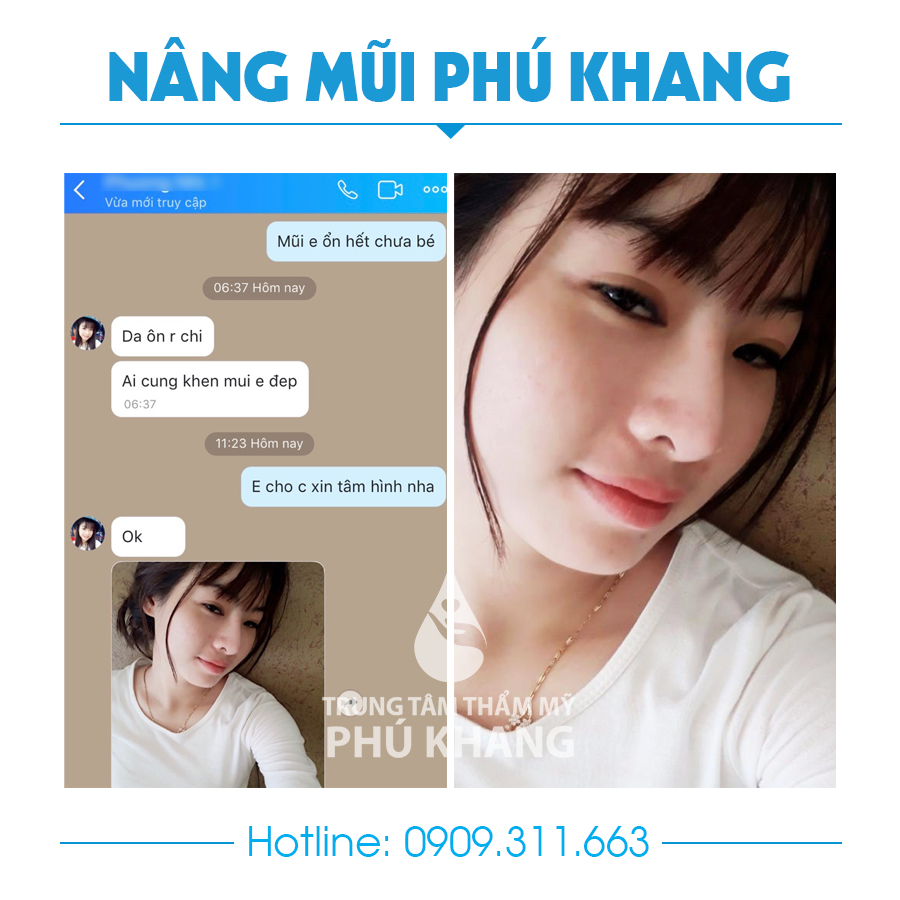 NÂNG MŨI PHÚ KHANG
Vừa mới truy cập
Mũi e ổn hết chưa bé
06:37 Hôm nay
Da ôn r chi
Ai cung khen mui e đep
06:37
11:23 Hôm nay
E cho c xin tâm hình nha
Ok
TRUNG TÂM THẨM MỸ
PHÚ KHANG
Hotline: 0909.311.663